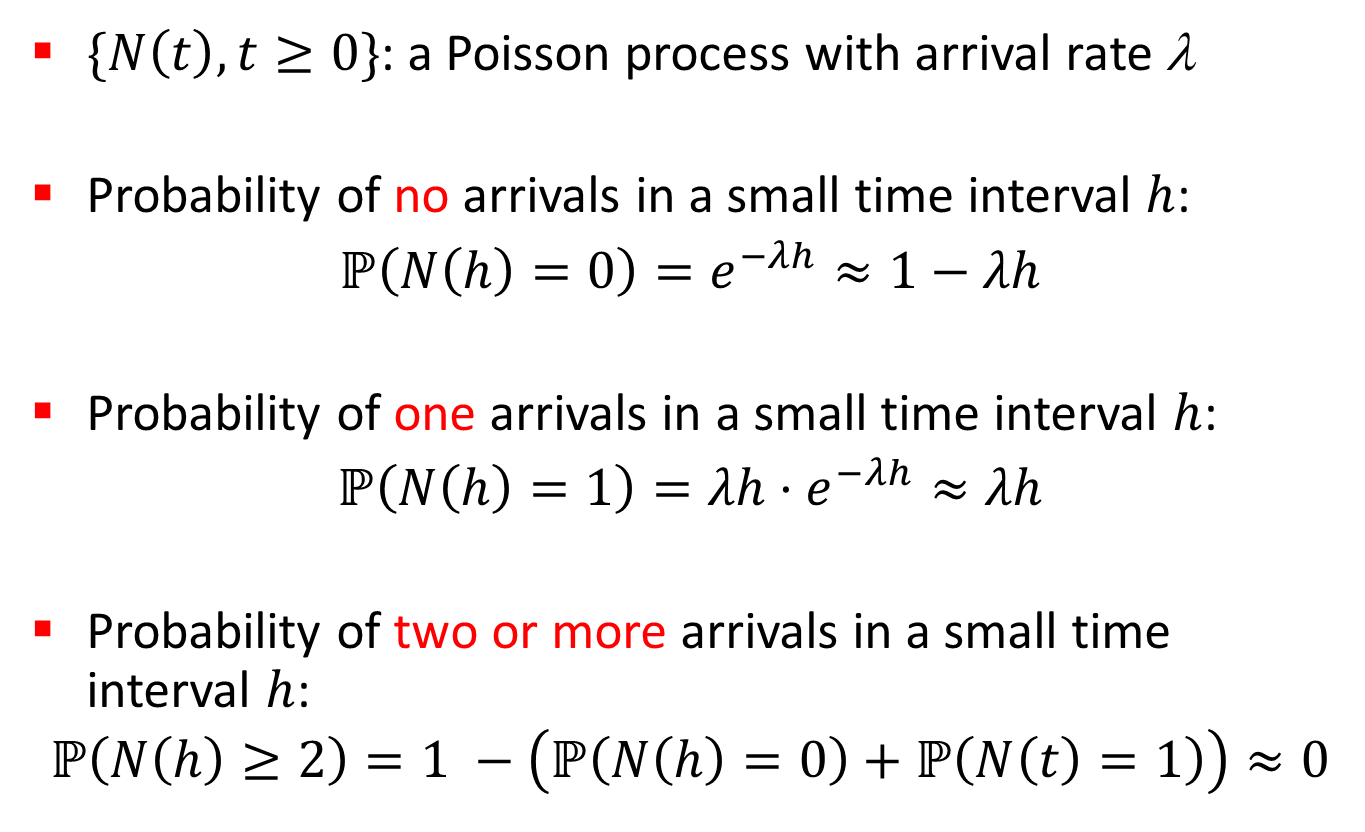 ▪ {𝑁(𝑡), 𝑡 ≥ 0}: a Poisson process with arrival rate 𝜆
▪ Probability of no arrivals in a small time interval ℎ:
ℙ(𝑁(ℎ) = 0) = 𝑒^{−𝜆ℎ} ≈ 1 − 𝜆ℎ
▪ Probability of one arrivals in a small time interval ℎ:
ℙ(𝑁(ℎ) = 1) = 𝜆ℎ ⋅ 𝑒^{−𝜆ℎ} ≈ 𝜆ℎ
▪ Probability of two or more arrivals in a small time
interval ℎ:
ℙ(𝑁(ℎ) ≥ 2) = 1 − (ℙ(𝑁(ℎ) = 0) + ℙ(𝑁(𝑡) = 1)) ≈ 0